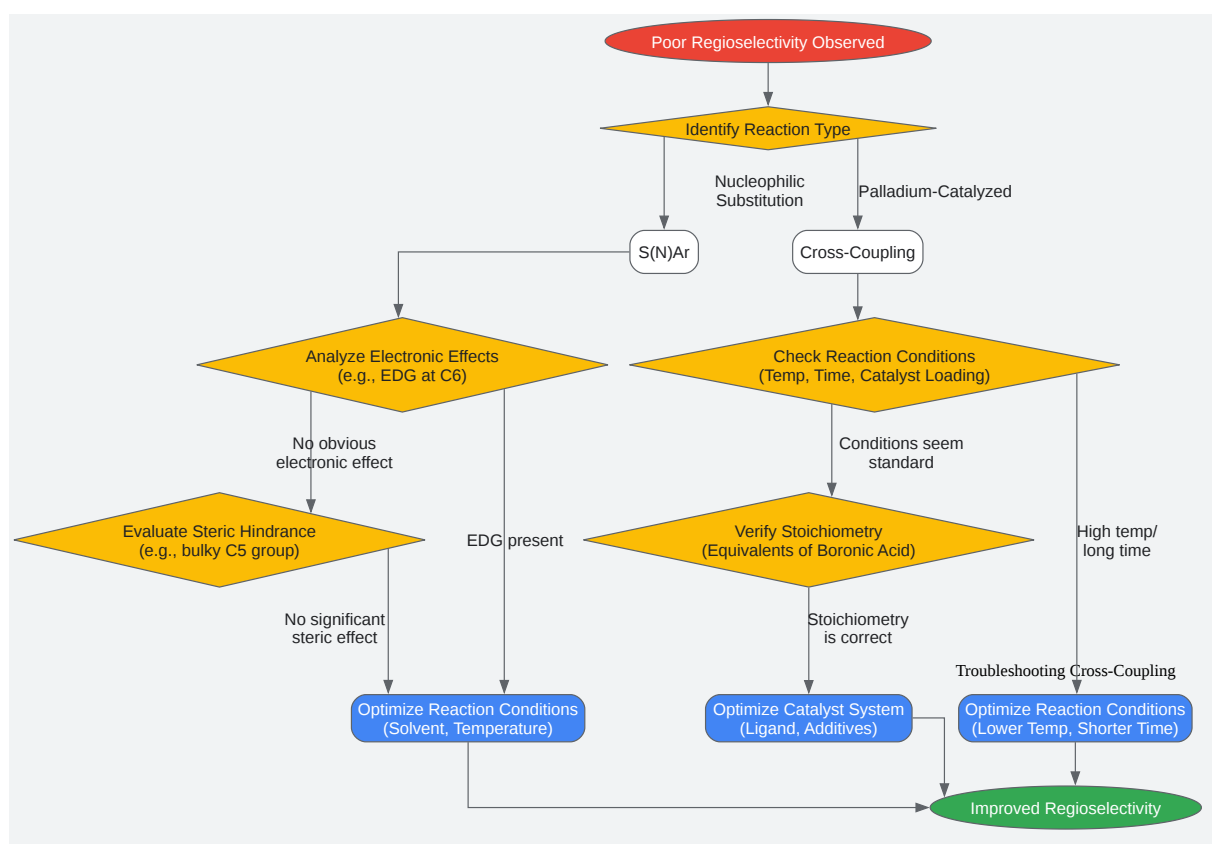 Poor Regioselectivity Observed
Identify Reaction Type
Nucleophilic
Substitution
Palladium-Catalyzed
S(N)Ar
Cross-Coupling
Analyze Electronic Effects
(e.g., EDG at C6)
Check Reaction Conditions
(Temp, Time, Catalyst Loading)
No obvious
electronic effect
Conditions seem
standard
Evaluate Steric Hindrance
(e.g., bulky C5 group)
EDG present
Verify Stoichiometry
(Equivalents of Boronic Acid)
High temp/
long time
No significant
steric effect
Stoichiometry
is correct
Troubleshooting Cross-Coupling
Optimize Reaction Conditions
(Solvent, Temperature)
Optimize Catalyst System
(Ligand, Additives)
Optimize Reaction Conditions
(Lower Temp, Shorter Time)
Improved Regioselectivity